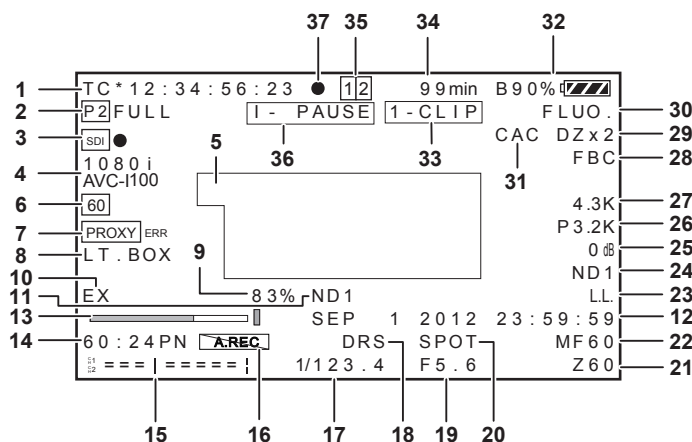 37 35 34 32
1 TC*12:34:56:23 ● 12 99min B90%
2 P2 FULL I- PAUSE 1-CLIP FLUO. 30
3 SDI ● 5 36 33 CAC DZx2 29
4 1080i 31 FBC 28
AVC-I100
6 60 4.3K 27
7 PROXY ERR P3.2K 26
8 LT.BOX 9 0dB 25
10 ND1 24
11 EX 83% ND1 L.L. 23
13 SEP 1 2012 23:59:59 12
14 60:24PN A.REC DRS SPOT MF60 22
1/123.4 F5.6 Z60 21
15 16 17 18 19 20